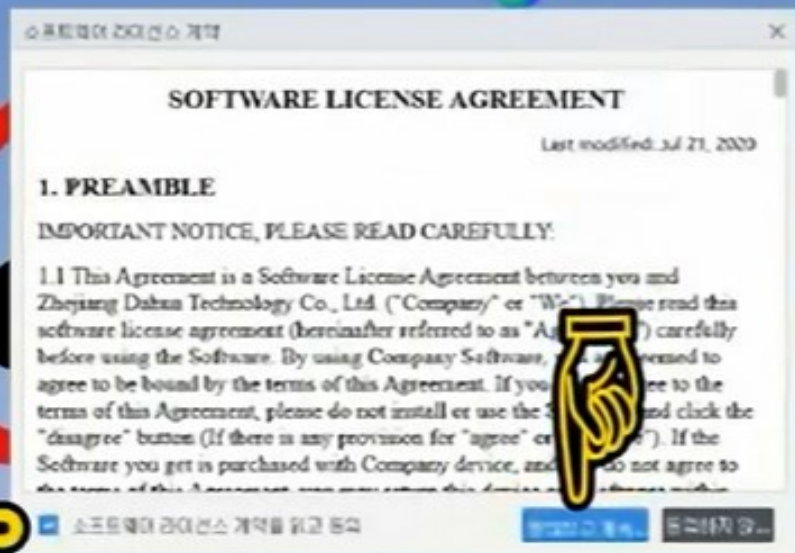 소프트웨어 라이선스 계약
SOFTWARE LICENSE AGREEMENT
Last modified: Jul 21, 2020
1. PREAMBLE
IMPORTANT NOTICE, PLEASE READ CAREFULLY:
1.1 This Agreement is a Software License Agreement between you and
Zhejiang Dahua Technology Co., Ltd. ("Company" or "We"). Please read this
software license agreement (hereinafter referred to as "Ag ") carefully
before using the Software. By using Company Software, to
agree to be bound by the terms of this Agreement. If you to the
terms of this Agreement, please do not install or use the and click the
"disagree" button (If there is any provision for "agree" or "). If the
Software you get is purchased with Company device, and do not agree to
소프트웨어 라이선스 계약을 읽고 동의
동의하지 않...